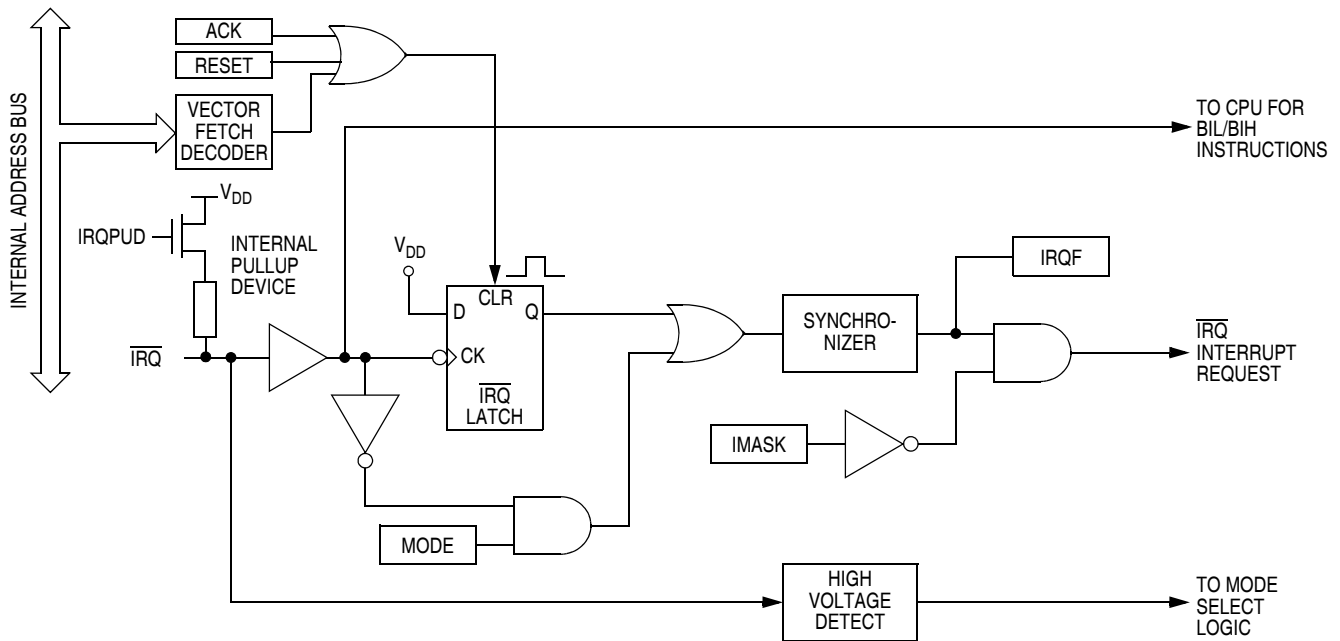 INTERNAL ADDRESS BUS
ACK
RESET
VECTOR
FETCH
DECODER
TO CPU FOR
BIL/BIH
INSTRUCTIONS
VDD
IRQPUD
INTERNAL
PULLUP
DEVICE
VDD
CLR
D
Q
CK
IRQ
LATCH
IRQ
SYNCHRO-
NIZER
IRQF
IRQ
INTERRUPT
REQUEST
IMASK
MODE
HIGH
VOLTAGE
DETECT
TO MODE
SELECT
LOGIC